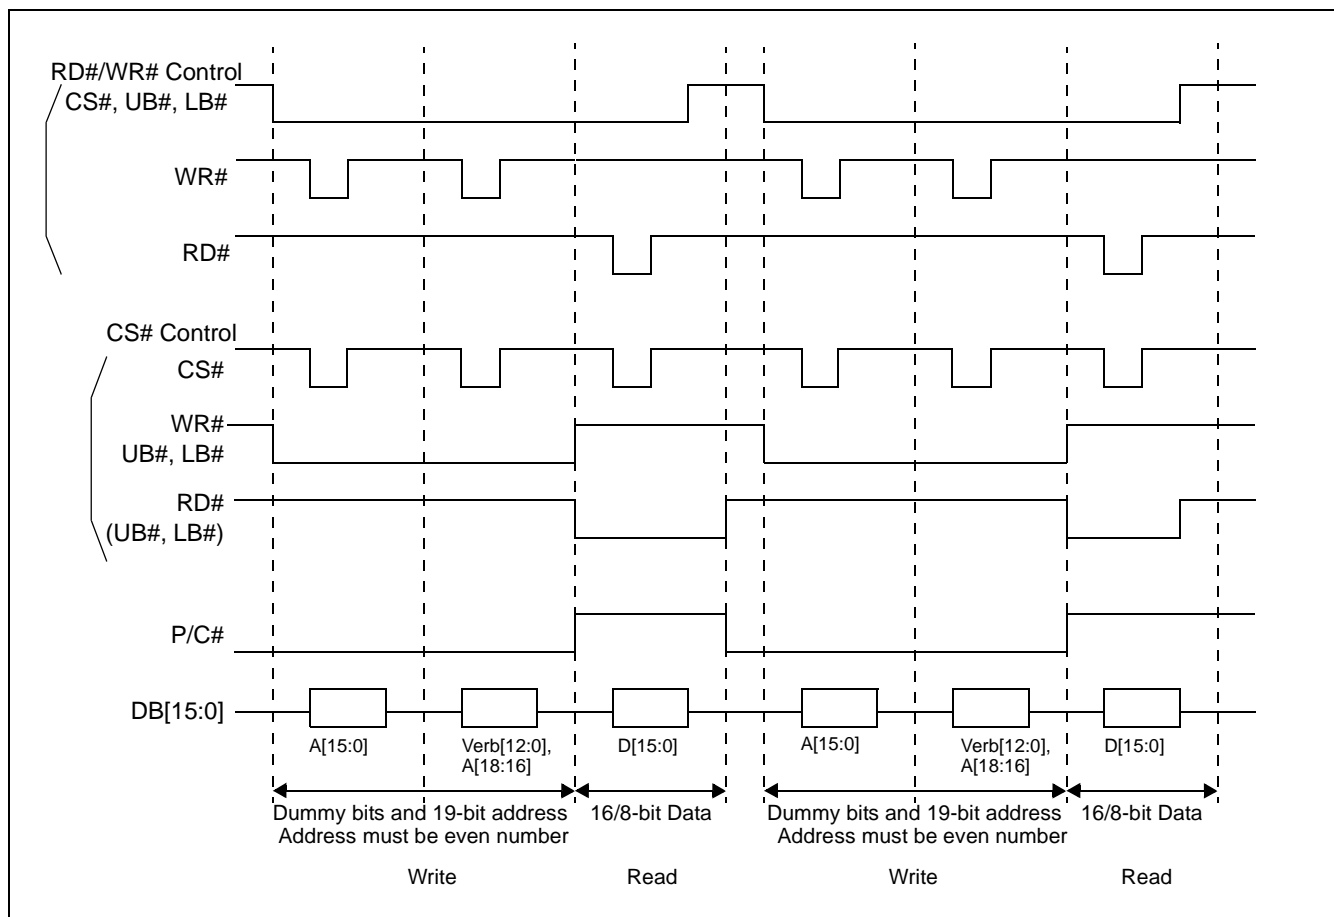 RD#/WR# Control
CS#, UB#, LB#
WR#
RD#
CS# Control
CS#
WR#
UB#, LB#
RD#
(UB#, LB#)
P/C#
DB[15:0]
A[15:0]
Verb[12:0],
A[18:16]
D[15:0]
A[15:0]
Verb[12:0],
A[18:16]
D[15:0]
Dummy bits and 19-bit address
Address must be even number
16/8-bit Data
Dummy bits and 19-bit address
Address must be even number
16/8-bit Data
Write
Read
Write
Read